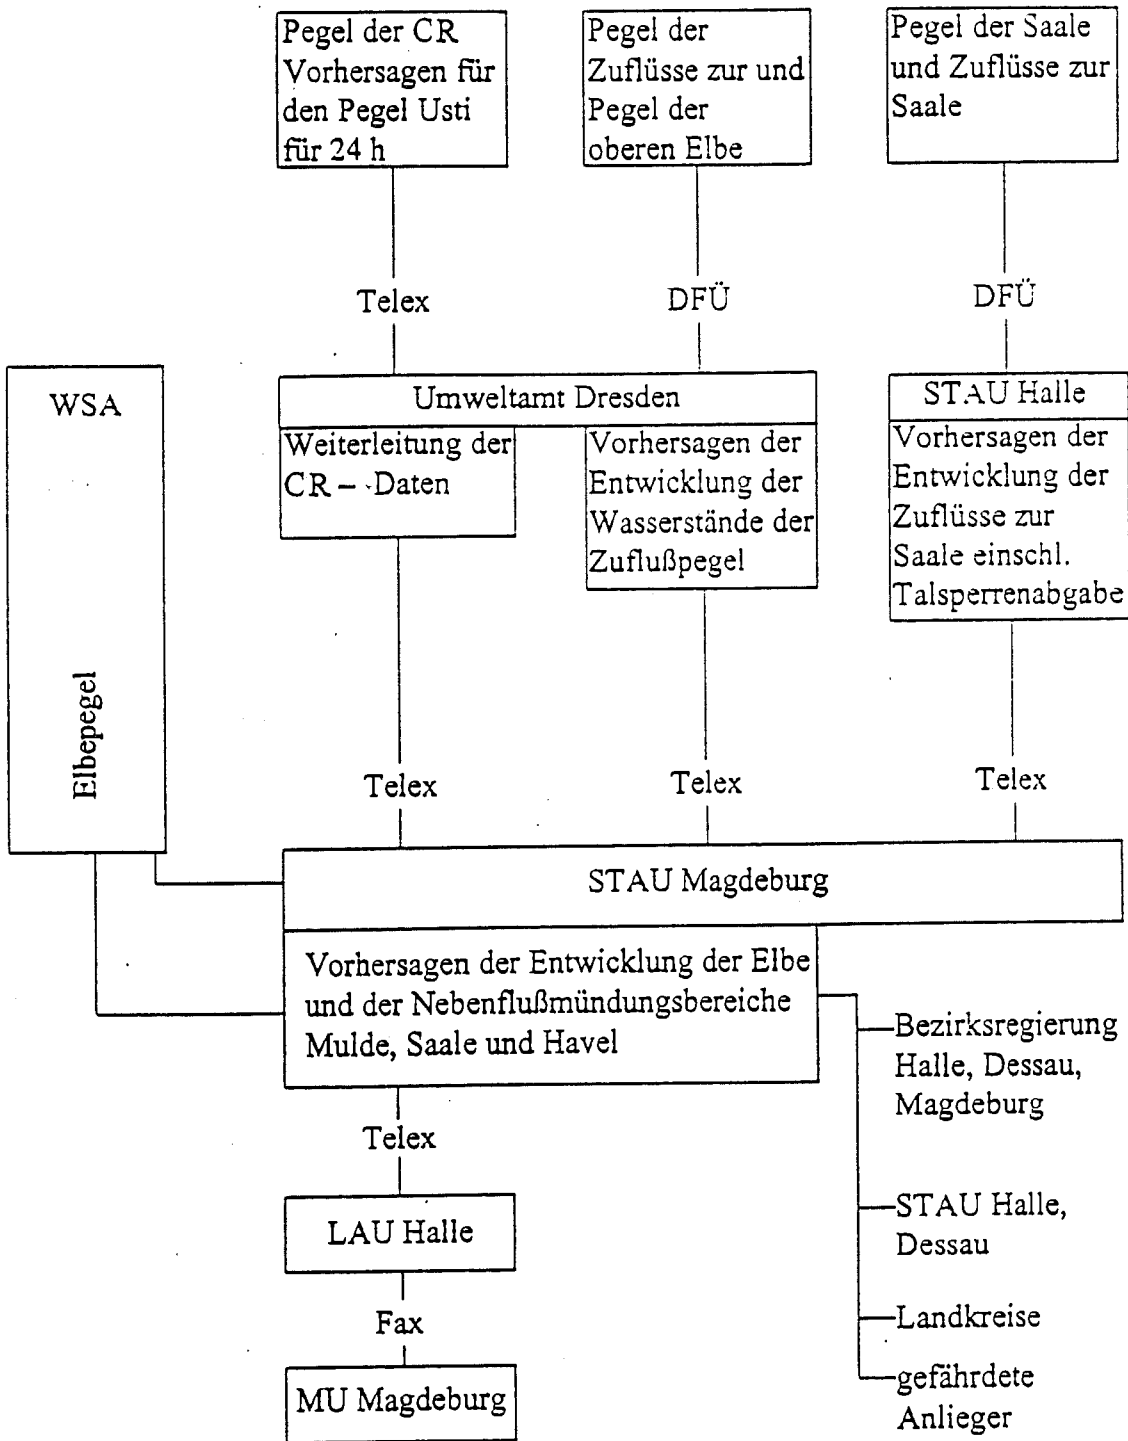 Pegel der CR
Vorhersagen für
den Pegel Usti
für 24 h
Pegel der
Zuflüsse zur und
Pegel der
oberen Elbe
Pegel der Saale
und Zuflüsse zur
Saale
Telex
DFÜ
DFÜ
WSA
Elbepegel
Umweltamt Dresden
Weiterleitung der
CR - Daten
Vorhersagen der
Entwicklung der
Wasserstände der
Zuflußpegel
STAU Halle
Vorhersagen der
Entwicklung der
Zuflüsse zur
Saale einschl.
Talsperrenabgabe
Telex
Telex
Telex
STAU Magdeburg
Vorhersagen der Entwicklung der Elbe
und der Nebenflußmündungsbereiche
Mulde, Saale und Havel
Telex
LAU Halle
Fax
MU Magdeburg
Bezirksregierung
Halle, Dessau,
Magdeburg
STAU Halle,
Dessau
Landkreise
gefährdete
Anlieger